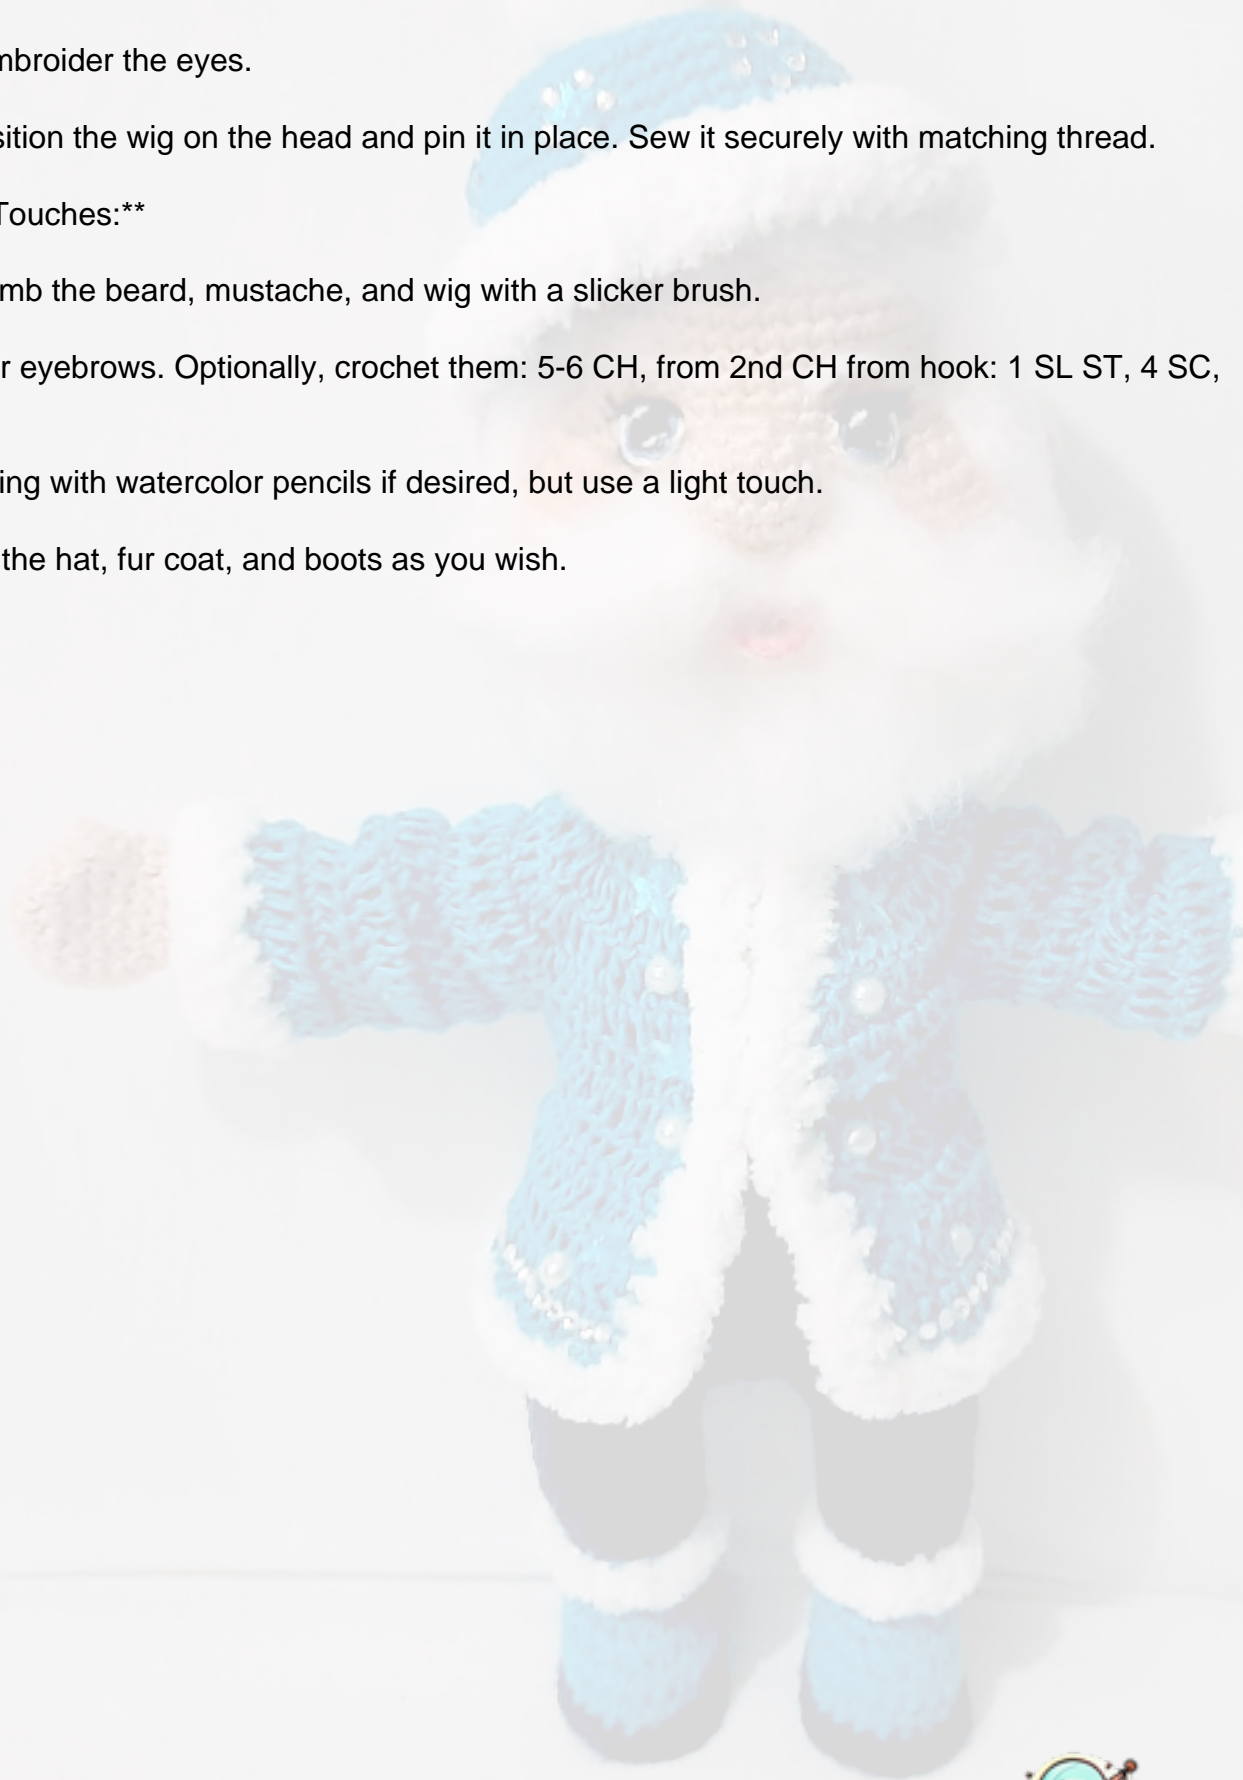 mbroider the eyes.
sition the wig on the head and pin it in place. Sew it securely with matching thread.
Touches:**
mb the beard, mustache, and wig with a slicker brush.
r eyebrows. Optionally, crochet them: 5-6 CH, from 2nd CH from hook: 1 SL ST, 4 SC,
ing with watercolor pencils if desired, but use a light touch.
the hat, fur coat, and boots as you wish.